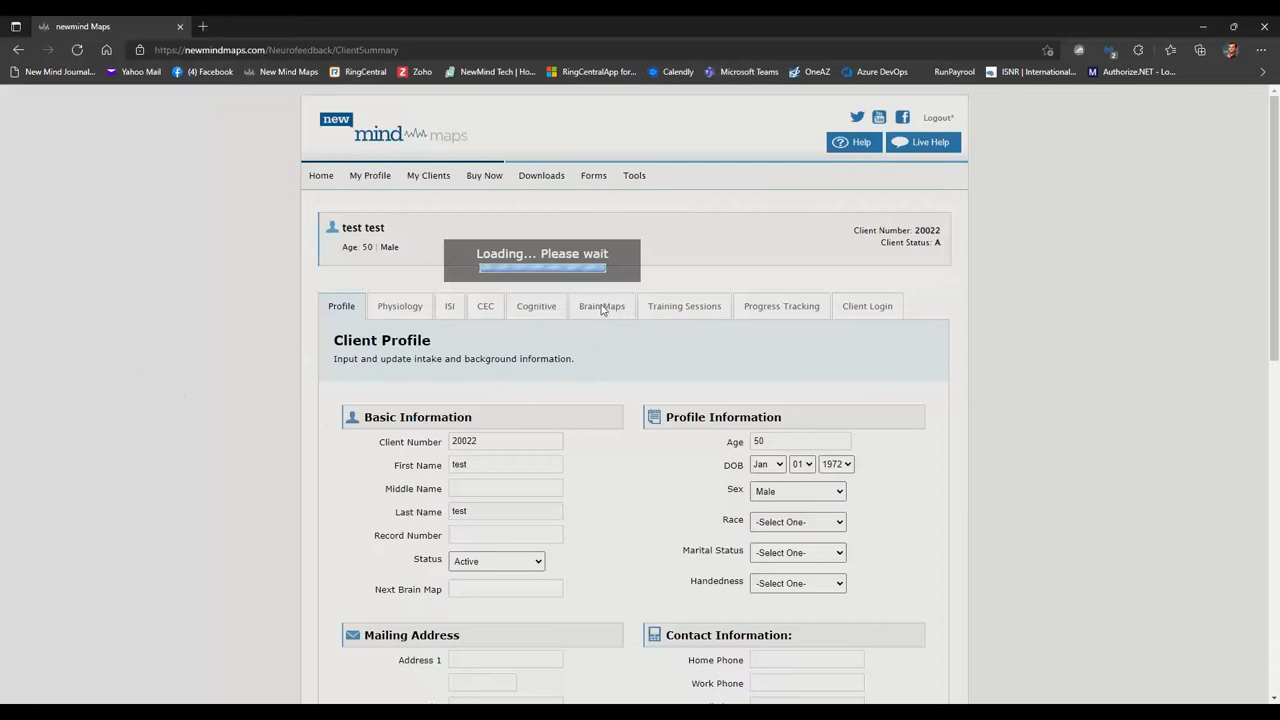 newmind Maps
https://newmindmaps.com/Neurofeedback/ClientSummary
2
New Mind Journal... Yahoo Mail (4) Facebook New Mind Maps RingCentral Zoho NewMind Tech | Ho... RingCentralApp for... Calendly Microsoft Teams OneAZ Azure DevOps RunPayrool ISNR | International... Authorize.NET - Lo...
new
mind maps
Logout*
Help Live Help
Home My Profile My Clients Buy Now Downloads Forms Tools
test test
Age: 50 | Male
Client Number: 20022
Client Status: A
Loading... Please wait
Profile Physiology ISI CEC Cognitive BrainMaps Training Sessions Progress Tracking Client Login
Client Profile
Input and update intake and background information.
Basic Information
Client Number 20022
First Name test
Middle Name
Last Name test
Record Number
Status Active
Next Brain Map
Profile Information
Age 50
DOB Jan 01 1972
Sex Male
Race -Select One-
Marital Status -Select One-
Handedness -Select One-
Mailing Address
Address 1
Contact Information:
Home Phone
Work Phone